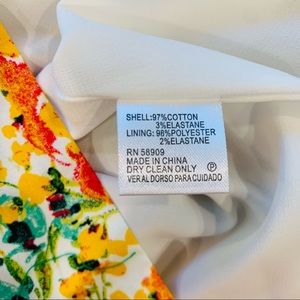 SHELL:97%COTTON
3%ELASTANE
LINING: 98%POLYESTER
2%ELASTANE
RN 58909
MADE IN CHINA
DRY CLEAN ONLY Ⓟ
VER AL DORSO PARA CUIDADO